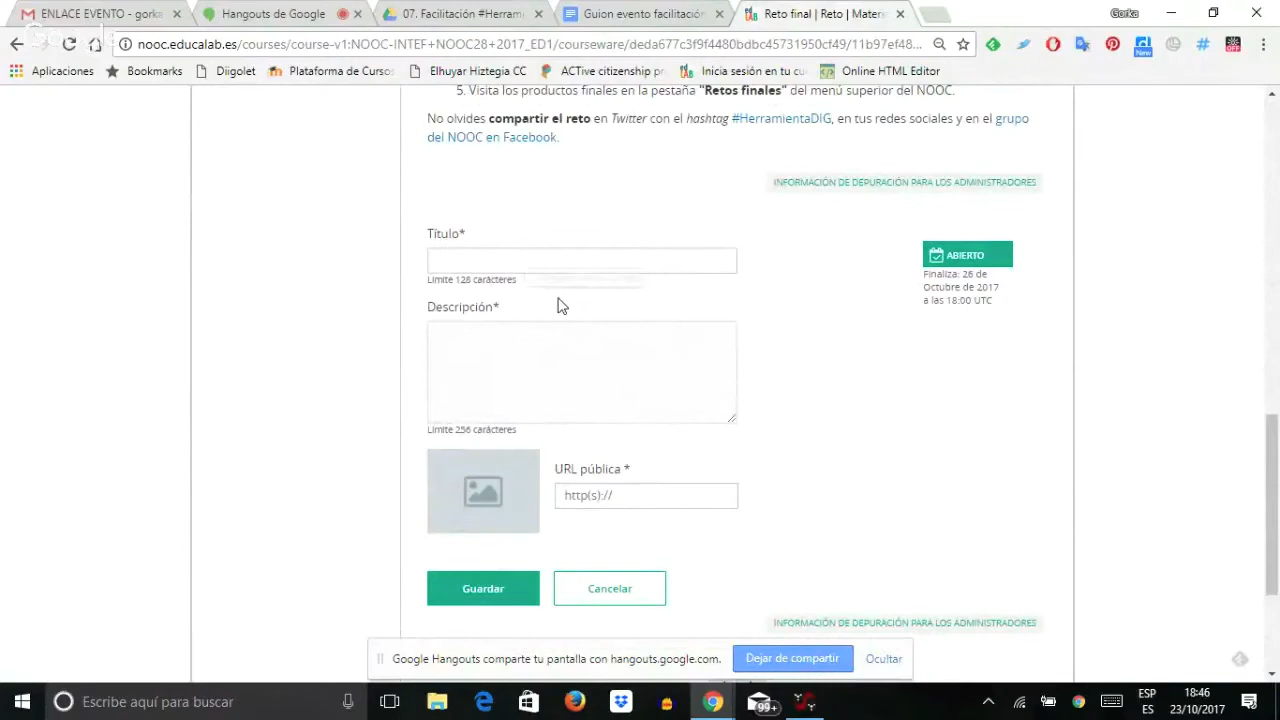 ENLACE EVENTO - gorka
Hangouts de Google
07. Facilitación #Herram
Guion evento facilitació
Reto final | Reto | Mater
Gorka
nooc.educalab.es/courses/course-v1:NOOC-INTEF+NOOC28+2017_ED1/courseware/deda677c3f9f4480bdbc45731950cf49/11b97ef48...
Aplicaciones
Bookmarks
Diigolet
Plataforma de Cursos
Elhuyar Hiztegia CC
ACTive citizenship pr
Inicia sesión en tu cu
Online HTML Editor
New
OFF
5. Visita los productos finales en la pestaña "Retos finales" del menú superior del NOOC.
No olvides compartir el reto en Twitter con el hashtag #HerramientaDIG, en tus redes sociales y en el grupo
del NOOC en Facebook.
INFORMACIÓN DE DEPURACIÓN PARA LOS ADMINISTRADORES
Título*
Límite 128 carácteres
ABIERTO
Finaliza: 26 de
Octubre de 2017
a las 18:00 UTC
Descripción*
Límite 256 carácteres
URL pública *
http(s)://
Guardar
Cancelar
INFORMACIÓN DE DEPURACIÓN PARA LOS ADMINISTRADORES
Google Hangouts comparte tu pantalla con hangouts.google.com.
Dejar de compartir
Ocultar
Escribe aquí para buscar
99+
ESP
ES
18:46
23/10/2017